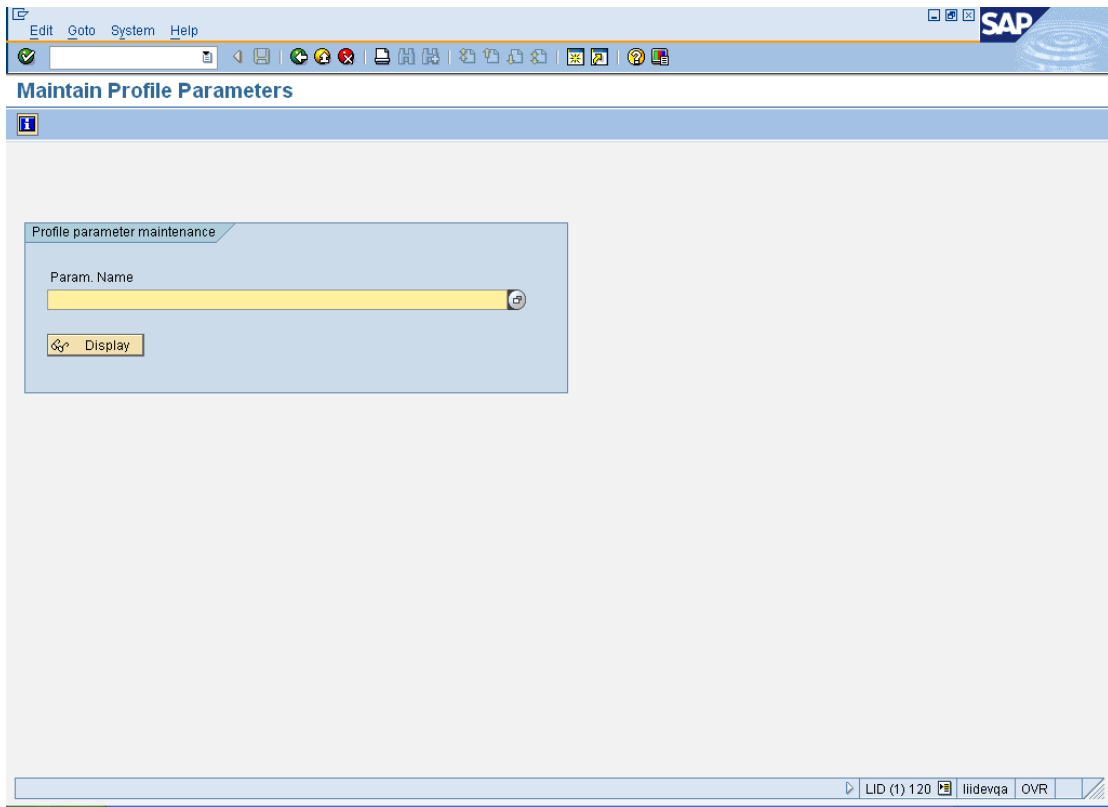 Edit Goto System Help
SAP
Maintain Profile Parameters
Profile parameter maintenance
Param. Name
Display
LID (1) 120 liidevqa OVR